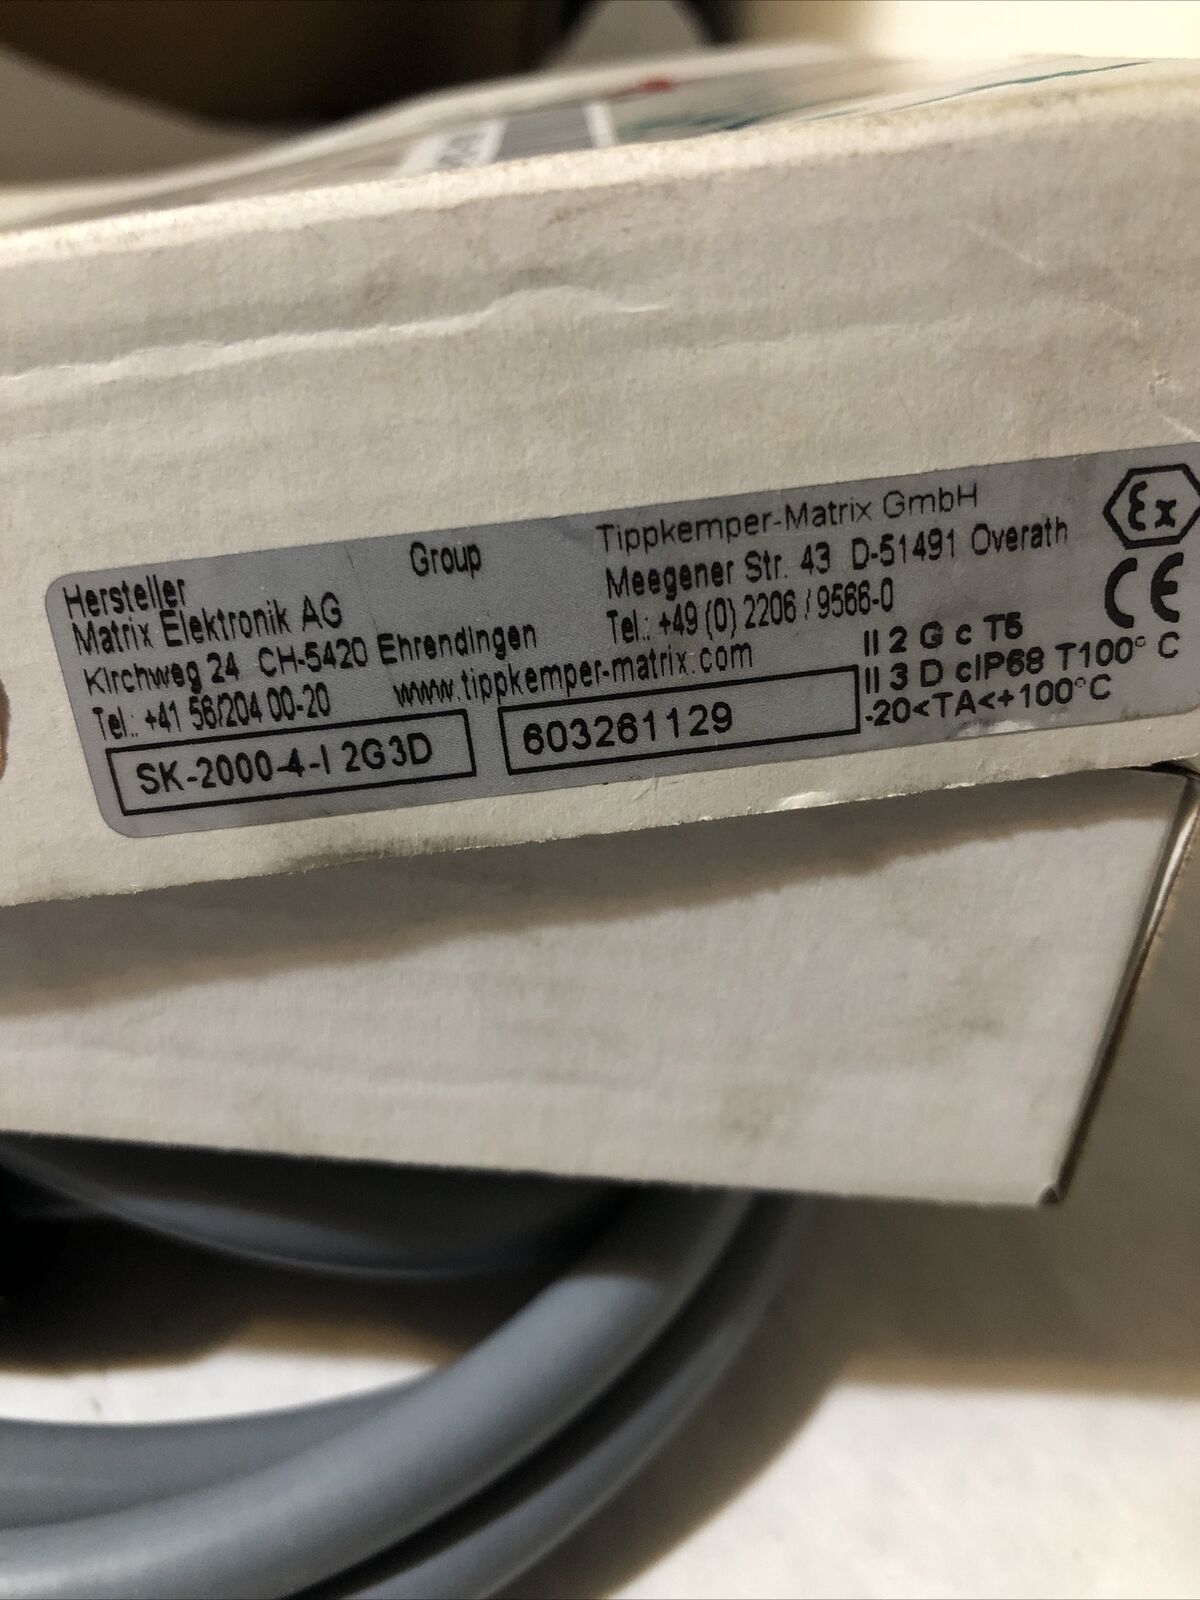 Hersteller
Matrix Elektronik AG
Kirchweg 24 CH-5420 Ehrendingen
Tel.: +41 56/204 00-20
Group
www.tippkemper-matrix.com
Tippkemper-Matrix GmbH
Meegener Str. 43 D-51491 Overath
Tel.: +49 (0) 2206 / 9566-0
Ex
CE
II 2 G c T5
II 3 D cIP68 T100° C
-20<TA<+100°C
SK-2000-4-I 2G3D
603261129